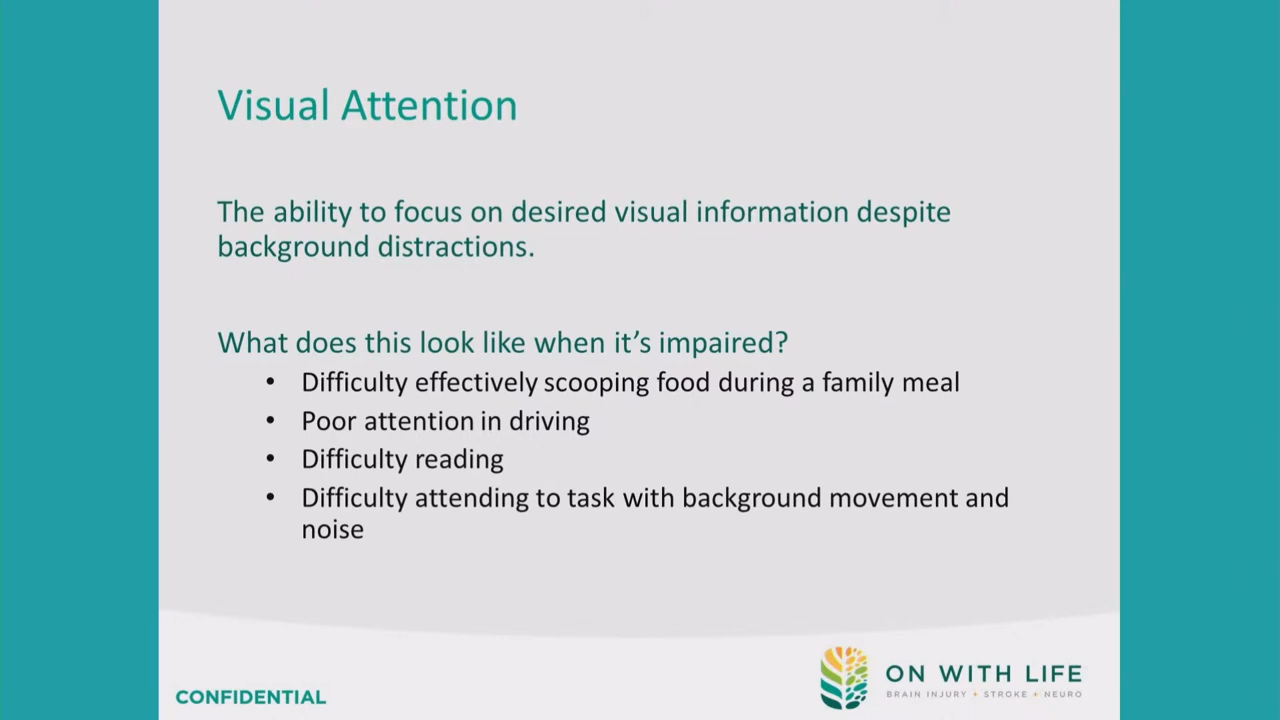 Visual Attention
The ability to focus on desired visual information despite
background distractions.
What does this look like when it’s impaired?
• Difficulty effectively scooping food during a family meal
• Poor attention in driving
• Difficulty reading
• Difficulty attending to task with background movement and
noise
ON WITH LIFE
BRAIN INJURY + STROKE + NEURO
CONFIDENTIAL